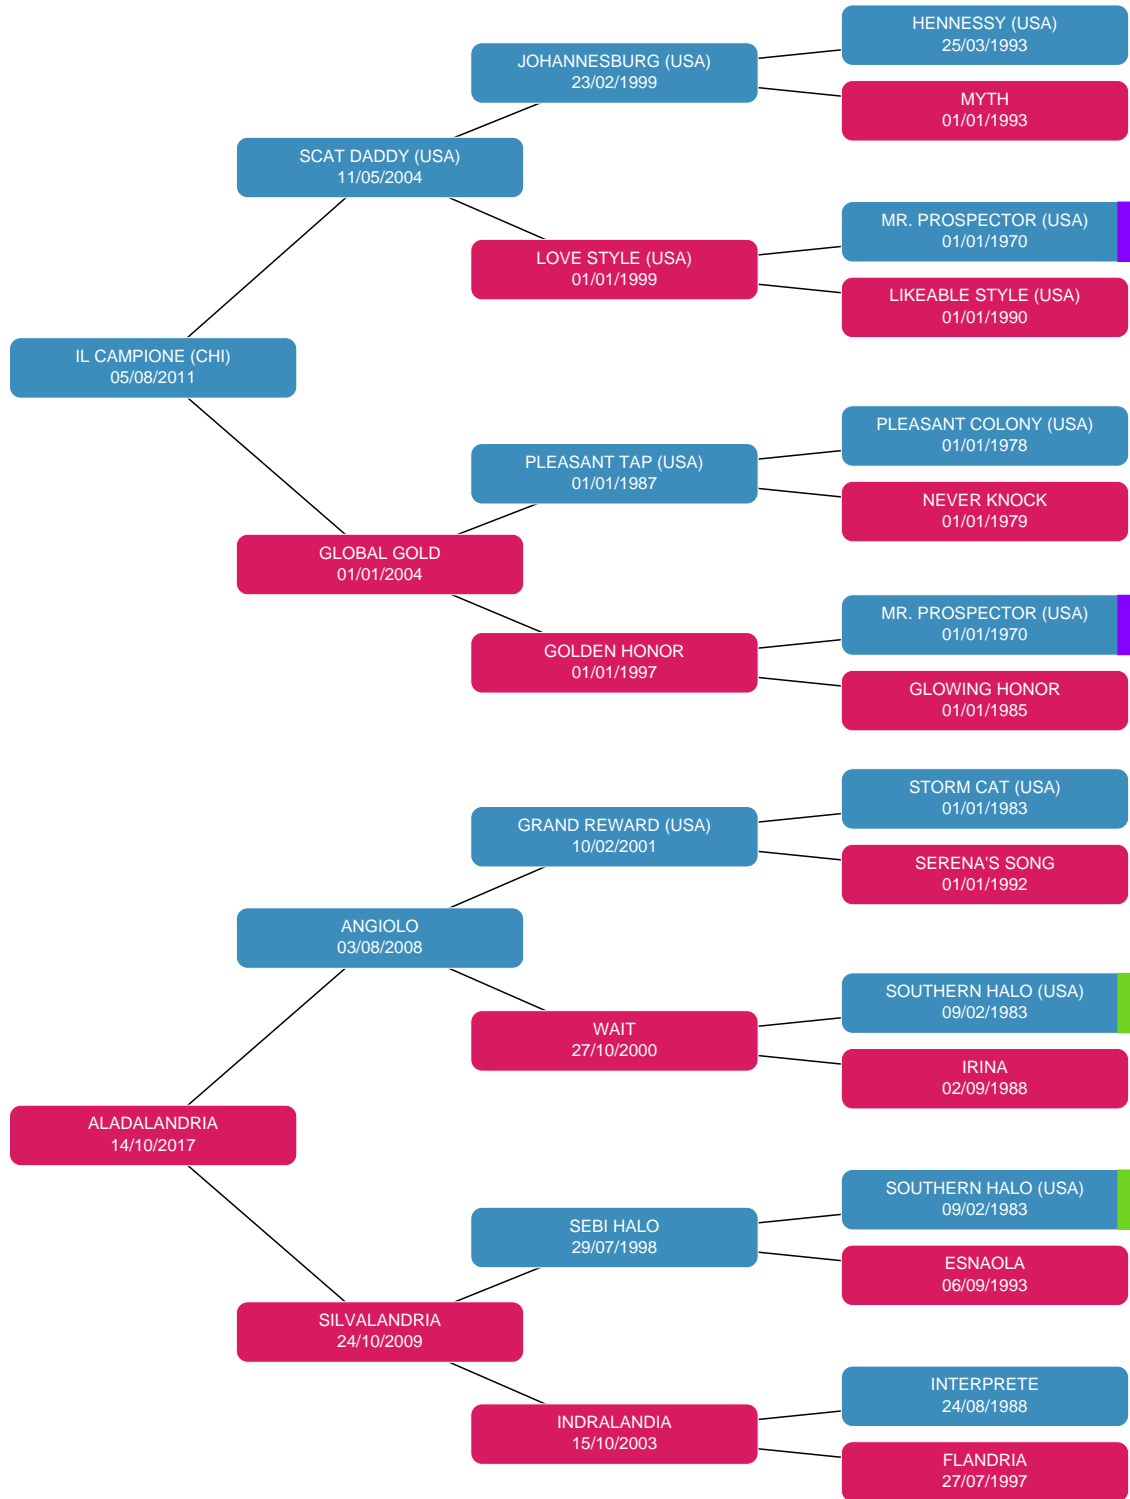 HENNESSY (USA)
25/03/1993
JOHANNESBURG (USA)
23/02/1999
MYTH
01/01/1993
SCAT DADDY (USA)
11/05/2004
MR. PROSPECTOR (USA)
01/01/1970
LOVE STYLE (USA)
01/01/1999
LIKEABLE STYLE (USA)
01/01/1990
IL CAMPIONE (CHI)
05/08/2011
PLEASANT COLONY (USA)
01/01/1978
PLEASANT TAP (USA)
01/01/1987
NEVER KNOCK
01/01/1979
GLOBAL GOLD
01/01/2004
MR. PROSPECTOR (USA)
01/01/1970
GOLDEN HONOR
01/01/1997
GLOWING HONOR
01/01/1985
STORM CAT (USA)
01/01/1983
GRAND REWARD (USA)
10/02/2001
SERENA'S SONG
01/01/1992
ANGIOLO
03/08/2008
SOUTHERN HALO (USA)
09/02/1983
WAIT
27/10/2000
IRINA
02/09/1988
ALADALANDRIA
14/10/2017
SOUTHERN HALO (USA)
09/02/1983
SEBI HALO
29/07/1998
ESNAOLA
06/09/1993
SILVALANDRIA
24/10/2009
INTERPRETE
24/08/1988
INDRALANDIA
15/10/2003
FLANDRIA
27/07/1997